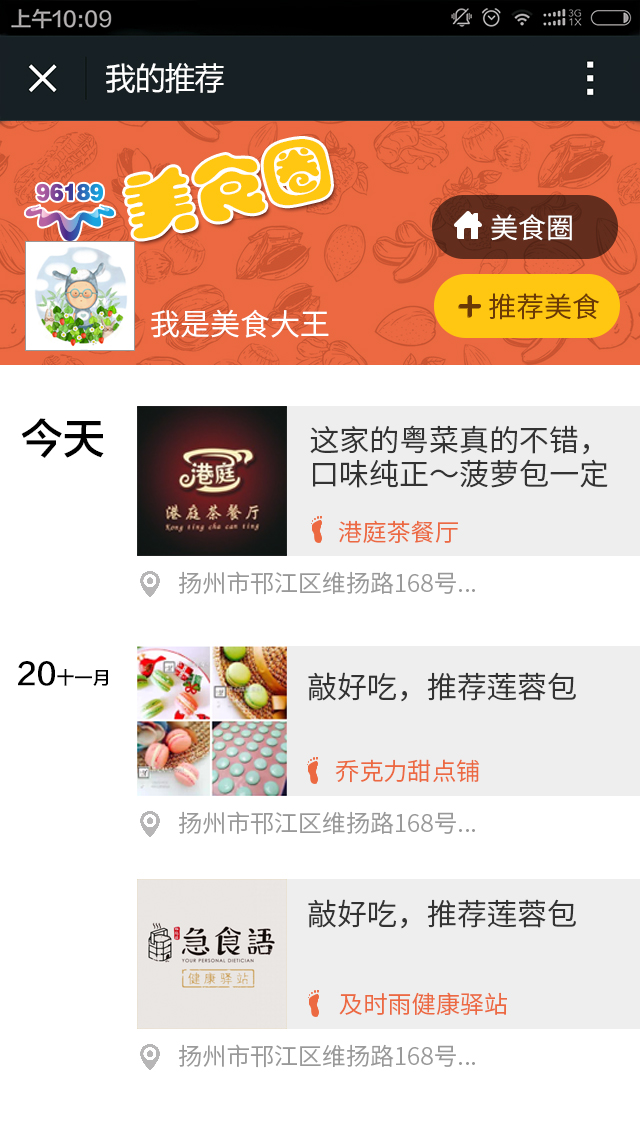 上午10:09
3G
1X
我的推荐
96189
美食圈
美食圈
推荐美食
我是美食大王
今天
港庭
港庭茶餐厅
Kong ting cha can ting
这家的粤菜真的不错，
口味纯正～菠萝包一定
港庭茶餐厅
扬州市邗江区维扬路168号...
20十一月
敲好吃，推荐莲蓉包
乔克力甜点铺
扬州市邗江区维扬路168号...
急食語
YOUR PERSONAL DIETICIAN
健康驿站
敲好吃，推荐莲蓉包
及时雨健康驿站
扬州市邗江区维扬路168号...